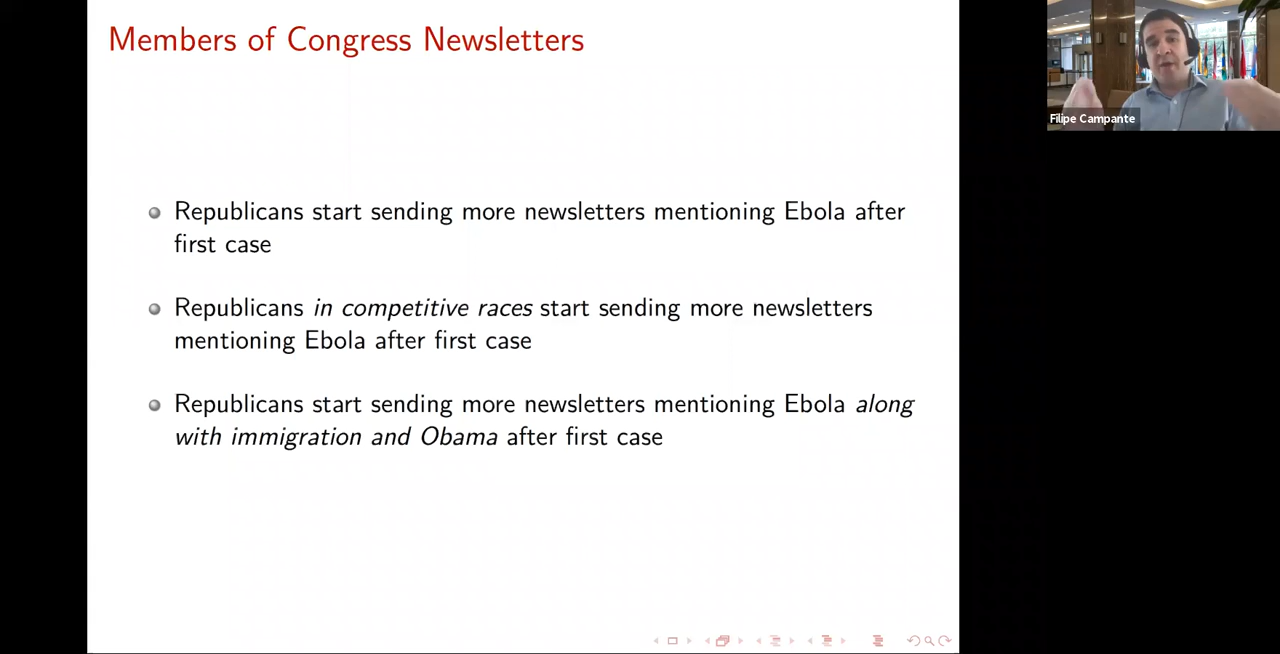 Members of Congress Newsletters
Filipe Campante
Republicans start sending more newsletters mentioning Ebola after
first case
Republicans in competitive races start sending more newsletters
mentioning Ebola after first case
Republicans start sending more newsletters mentioning Ebola along
with immigration and Obama after first case